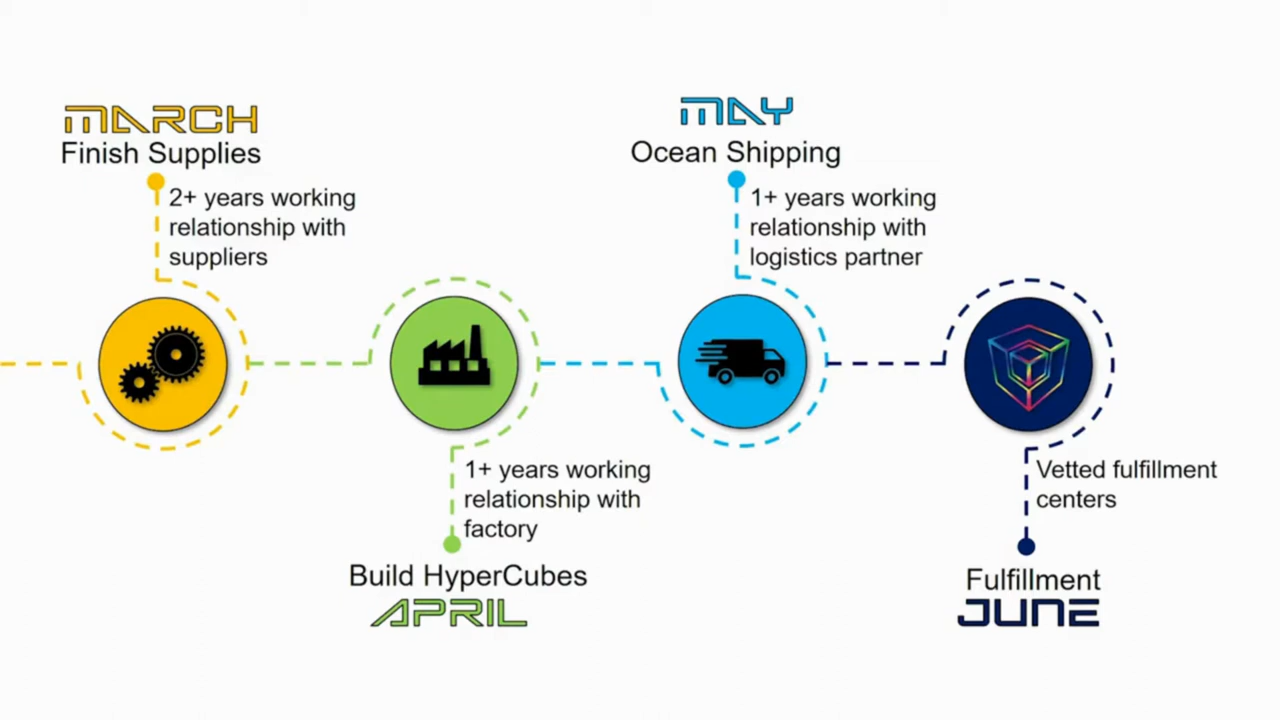 MARCH
Finish Supplies
2+ years working
relationship with
suppliers
1+ years working
relationship with
factory
Build HyperCubes
APRIL
MAY
Ocean Shipping
1+ years working
relationship with
logistics partner
Vetted fulfillment
centers
Fulfillment
JUNE